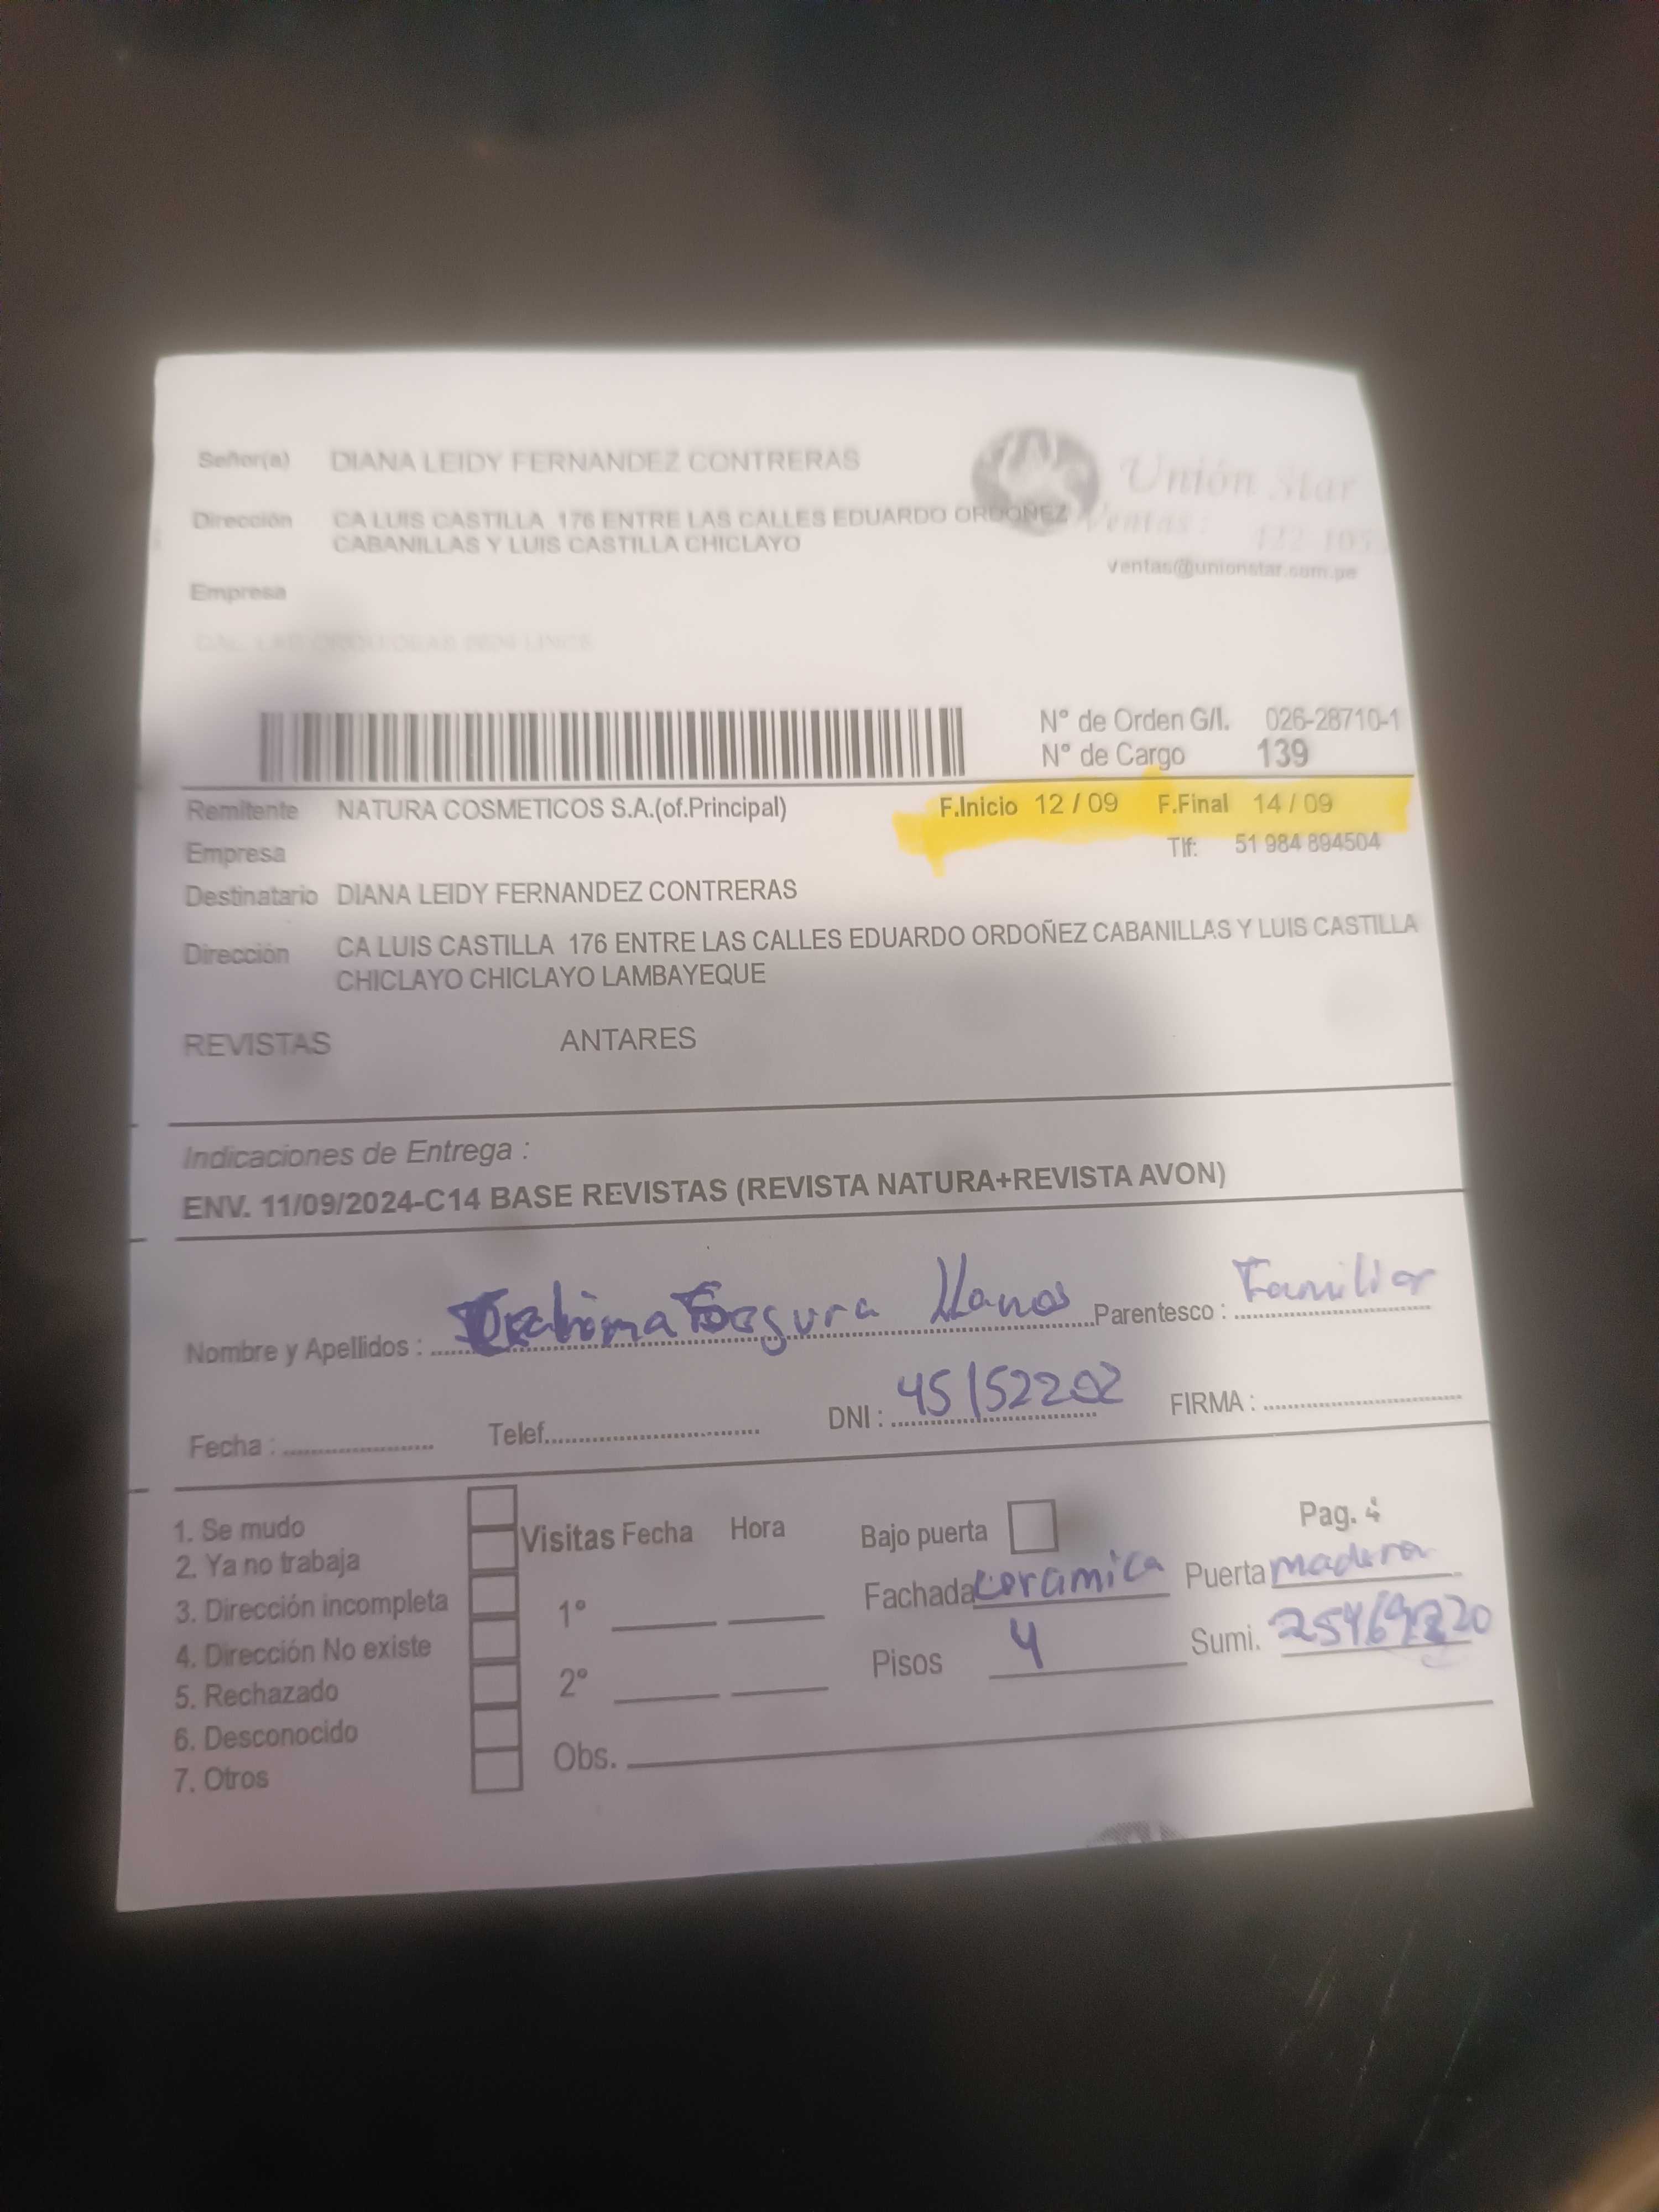 Señor(a) DIANA LEIDY FERNANDEZ CONTRERAS
Unión Star
Dirección CA LUIS CASTILLA 176 ENTRE LAS CALLES EDUARDO ORDOÑEZ
CABANILLAS Y LUIS CASTILLA CHICLAYO
Ventas:
ventas@unionstar.com.pe
Empresa
N° de Orden G/I. 026-28710-1
N° de Cargo 139
Remitente NATURA COSMETICOS S.A.(of.Principal) F.Inicio 12 / 09 F.Final 14 / 09
Empresa Tlf: 51 984 894504
Destinatario DIANA LEIDY FERNANDEZ CONTRERAS
Dirección CA LUIS CASTILLA 176 ENTRE LAS CALLES EDUARDO ORDOÑEZ CABANILLAS Y LUIS CASTILLA
CHICLAYO CHICLAYO LAMBAYEQUE
REVISTAS ANTARES
Indicaciones de Entrega :
ENV. 11/09/2024-C14 BASE REVISTAS (REVISTA NATURA+REVISTA AVON)
Nombre y Apellidos : Llanos Parentesco : Familiar
Fecha : Telef. DNI : 45152202 FIRMA :
1. Se mudo
2. Ya no trabaja
3. Dirección incompleta
4. Dirección No existe
5. Rechazado
6. Desconocido
7. Otros
Visitas Fecha Hora
1°
2°
Obs.
Bajo puerta Pag.
Fachada ceramica Puerta madera
Pisos 4 Sumi.